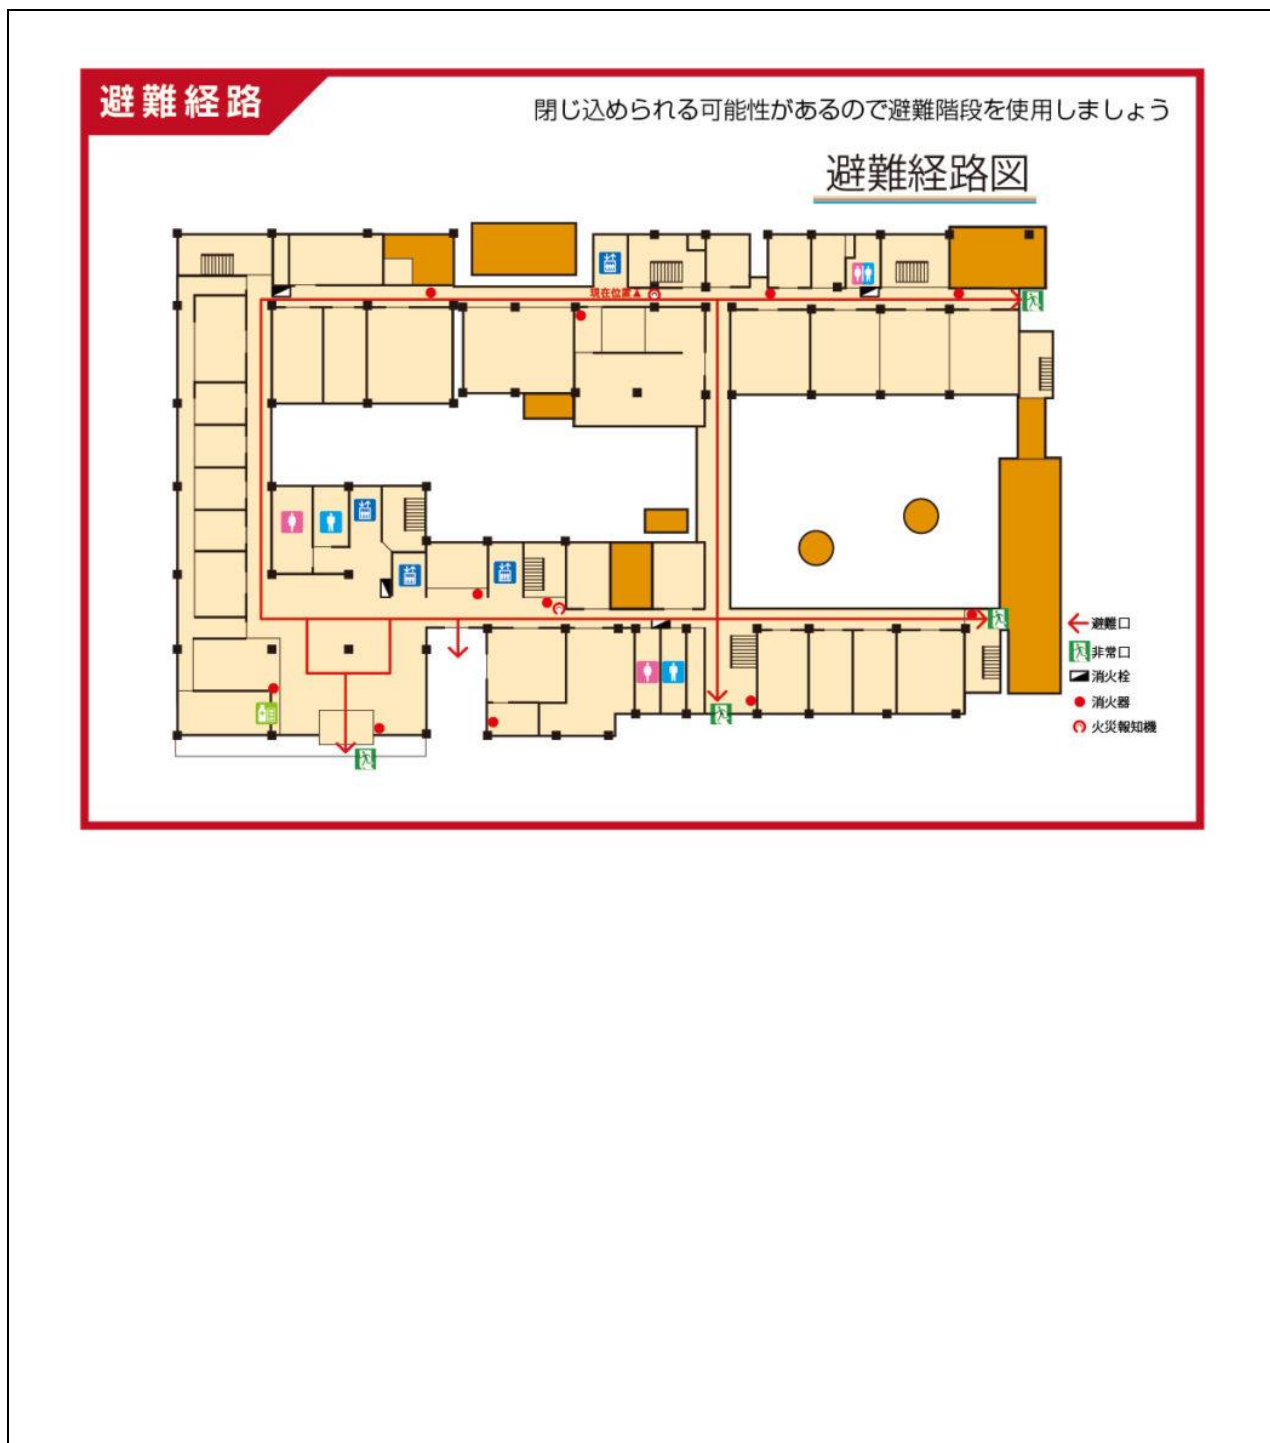 避難経路
閉じ込められる可能性があるので避難階段を使用しましょう
避難経路図
現在位置▲
避難口
非常口
消火栓
消火器
火災報知機